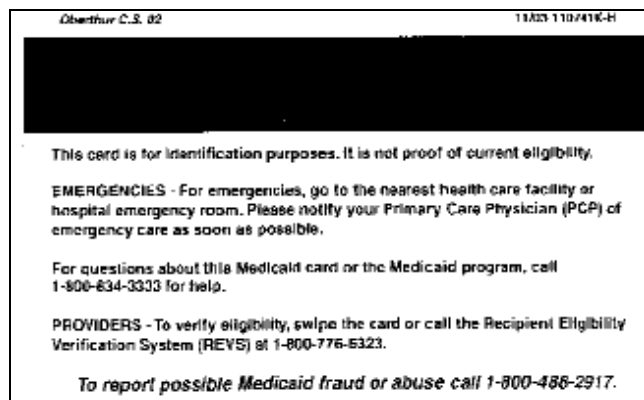 Oberthur C.S. 02
11/03 110741K-H
This card is for identification purposes. It is not proof of current eligibility.
EMERGENCIES - For emergencies, go to the nearest health care facility or
hospital emergency room. Please notify your Primary Care Physician (PCP) of
emergency care as soon as possible.
For questions about this Medicaid card or the Medicaid program, call
1-800-634-3333 for help.
PROVIDERS - To verify eligibility, swipe the card or call the Recipient Eligibility
Verification System (REVS) at 1-800-776-6323.
To report possible Medicaid fraud or abuse call 1-800-488-2917.